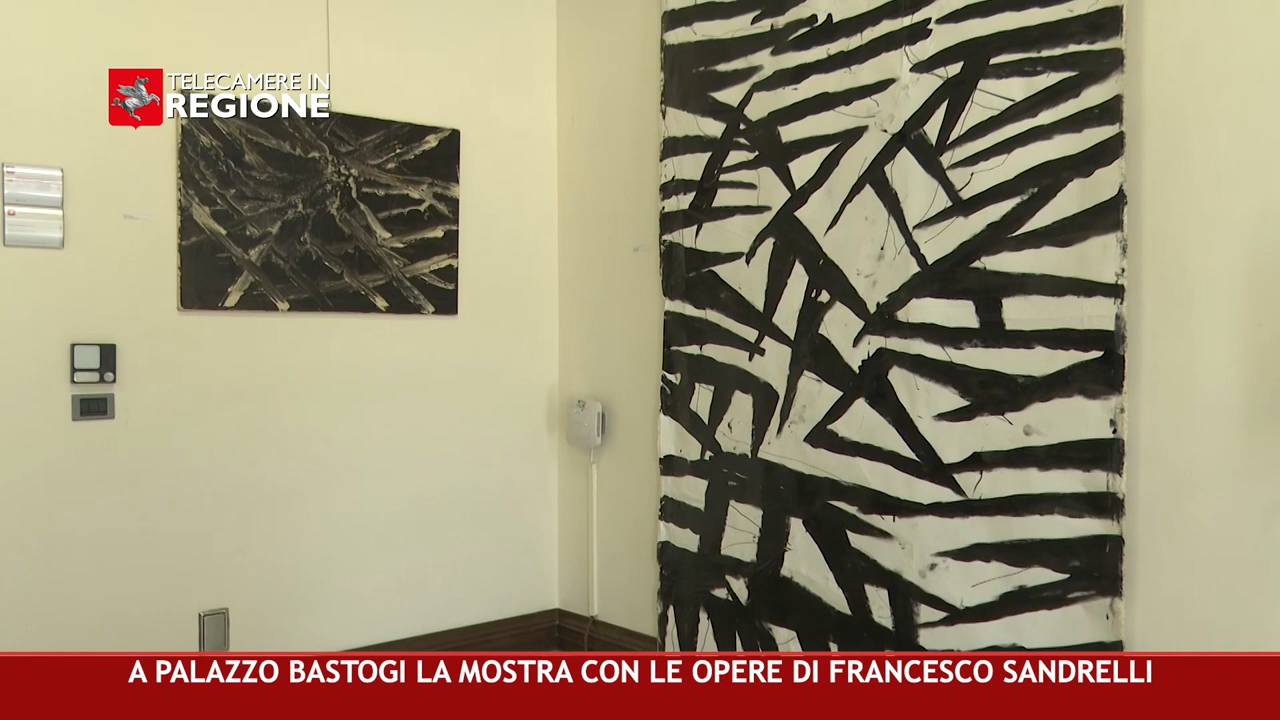 TELECAMERE IN
REGIONE
A PALAZZO BASTOGI LA MOSTRA CON LE OPERE DI FRANCESCO SANDRELLI